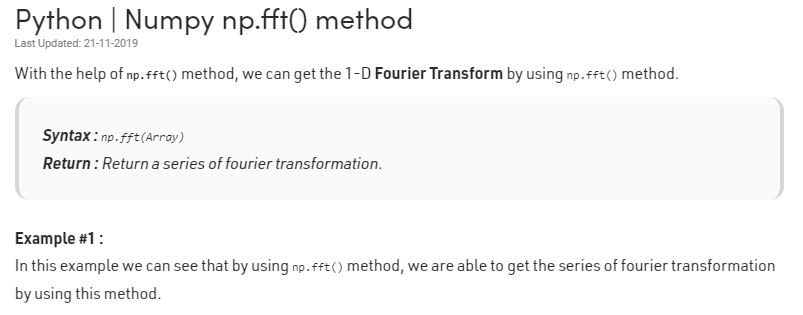 Python | Numpy np.fft() method
Last Updated: 21-11-2019
With the help of np.fft() method, we can get the 1-D Fourier Transform by using np.fft() method.
Syntax : np.fft(Array)
Return : Return a series of fourier transformation.
Example #1 :
In this example we can see that by using np.fft() method, we are able to get the series of fourier transformation
by using this method.